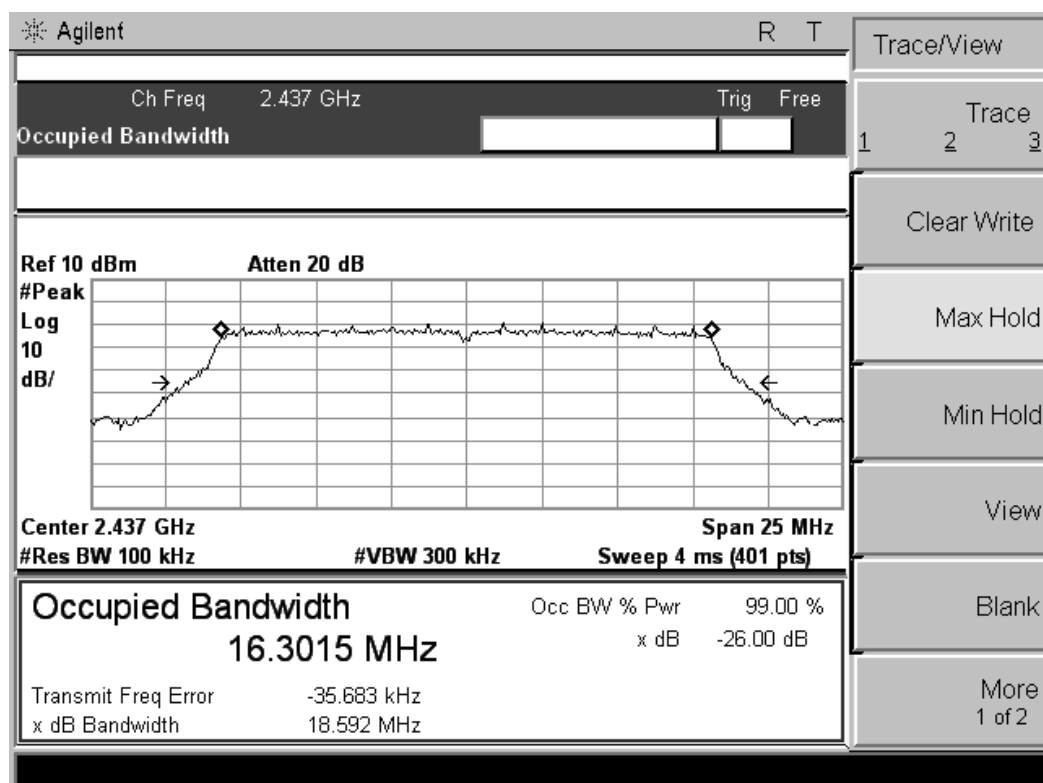 Agilent R T
Ch Freq 2.437 GHz Trig Free
Occupied Bandwidth
Ref 10 dBm Atten 20 dB
#Peak
Log
10
dB/
Center 2.437 GHz Span 25 MHz
#Res BW 100 kHz #VBW 300 kHz Sweep 4 ms (401 pts)
Occupied Bandwidth
16.3015 MHz
Occ BW % Pwr 99.00 %
x dB -26.00 dB
Transmit Freq Error -35.683 kHz
x dB Bandwidth 18.592 MHz
Trace/View
Trace
1 2 3
Clear Write
Max Hold
Min Hold
View
Blank
More
1 of 2